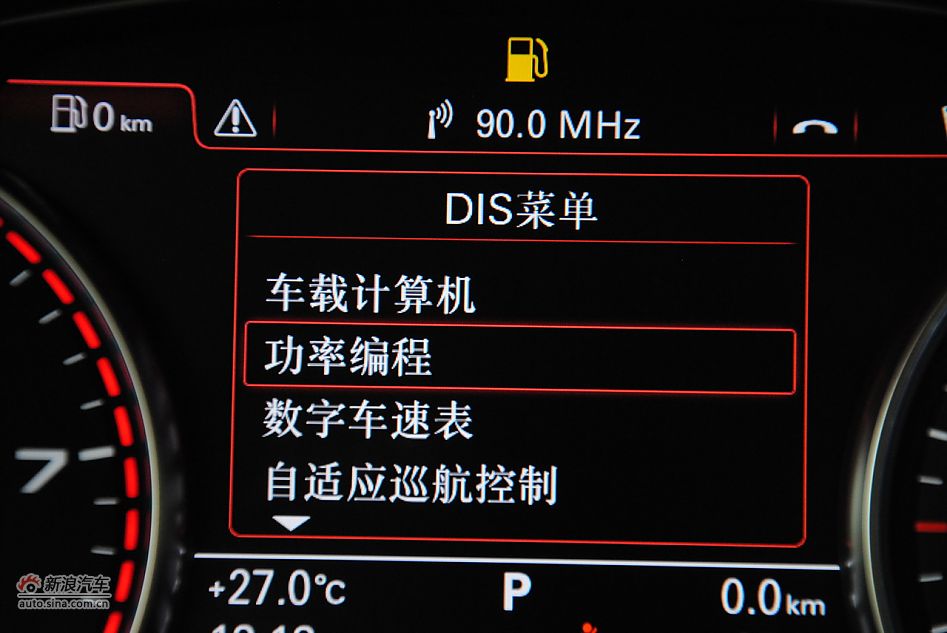 0 km
90.0 MHz
DIS菜单
车载计算机
功率编程
数字车速表
自适应巡航控制
7
+27.0°C P 0.0 km
新浪汽车
auto.sina.com.cn